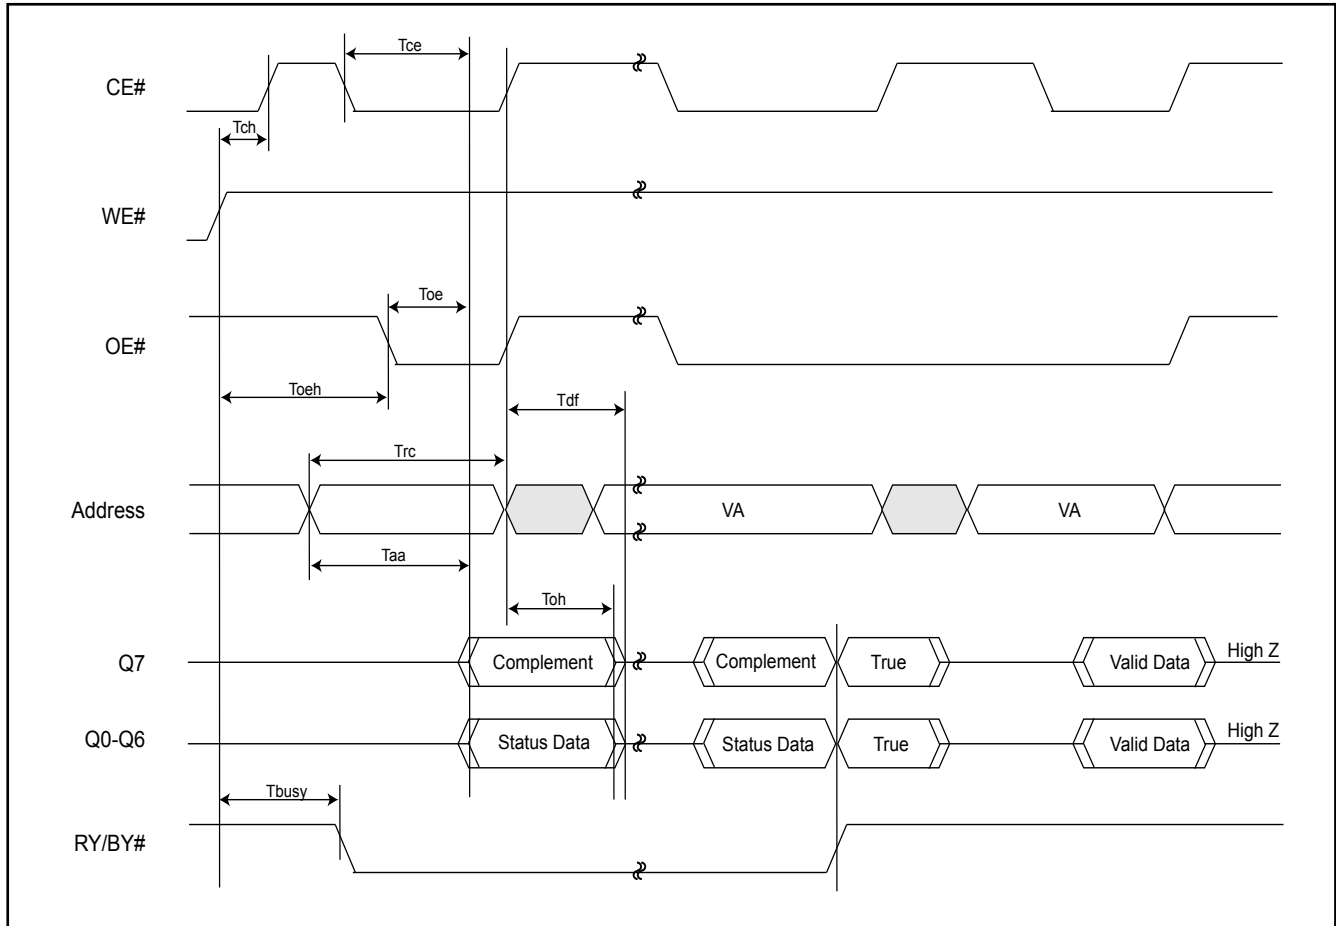 Tce
CE#
Tch
WE#
Toe
OE#
Toeh
Tdf
Trc
Address
VA
VA
Taa
Toh
Q7
Complement
Complement
True
Valid Data
High Z
Q0-Q6
Status Data
Status Data
True
Valid Data
High Z
Tbusy
RY/BY#